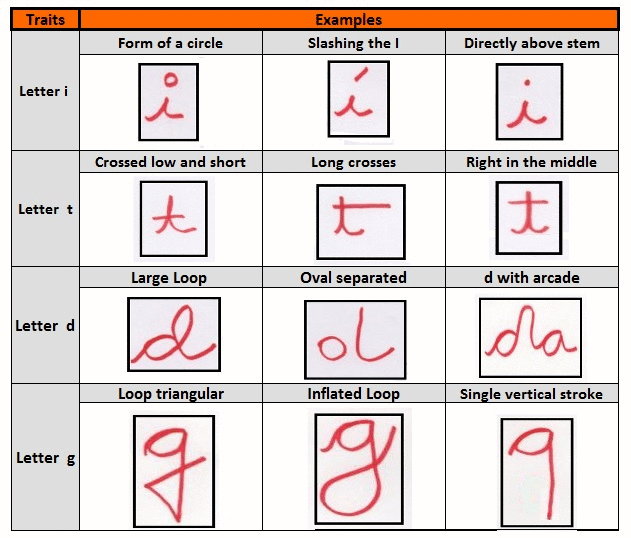 Traits Examples
Form of a circle Slashing the I Directly above stem
Letter i
i i i
Crossed low and short Long crosses Right in the middle
Letter t
t t t
Large Loop Oval separated d with arcade
Letter d
d d da
Loop triangular Inflated Loop Single vertical stroke
Letter g
g g g